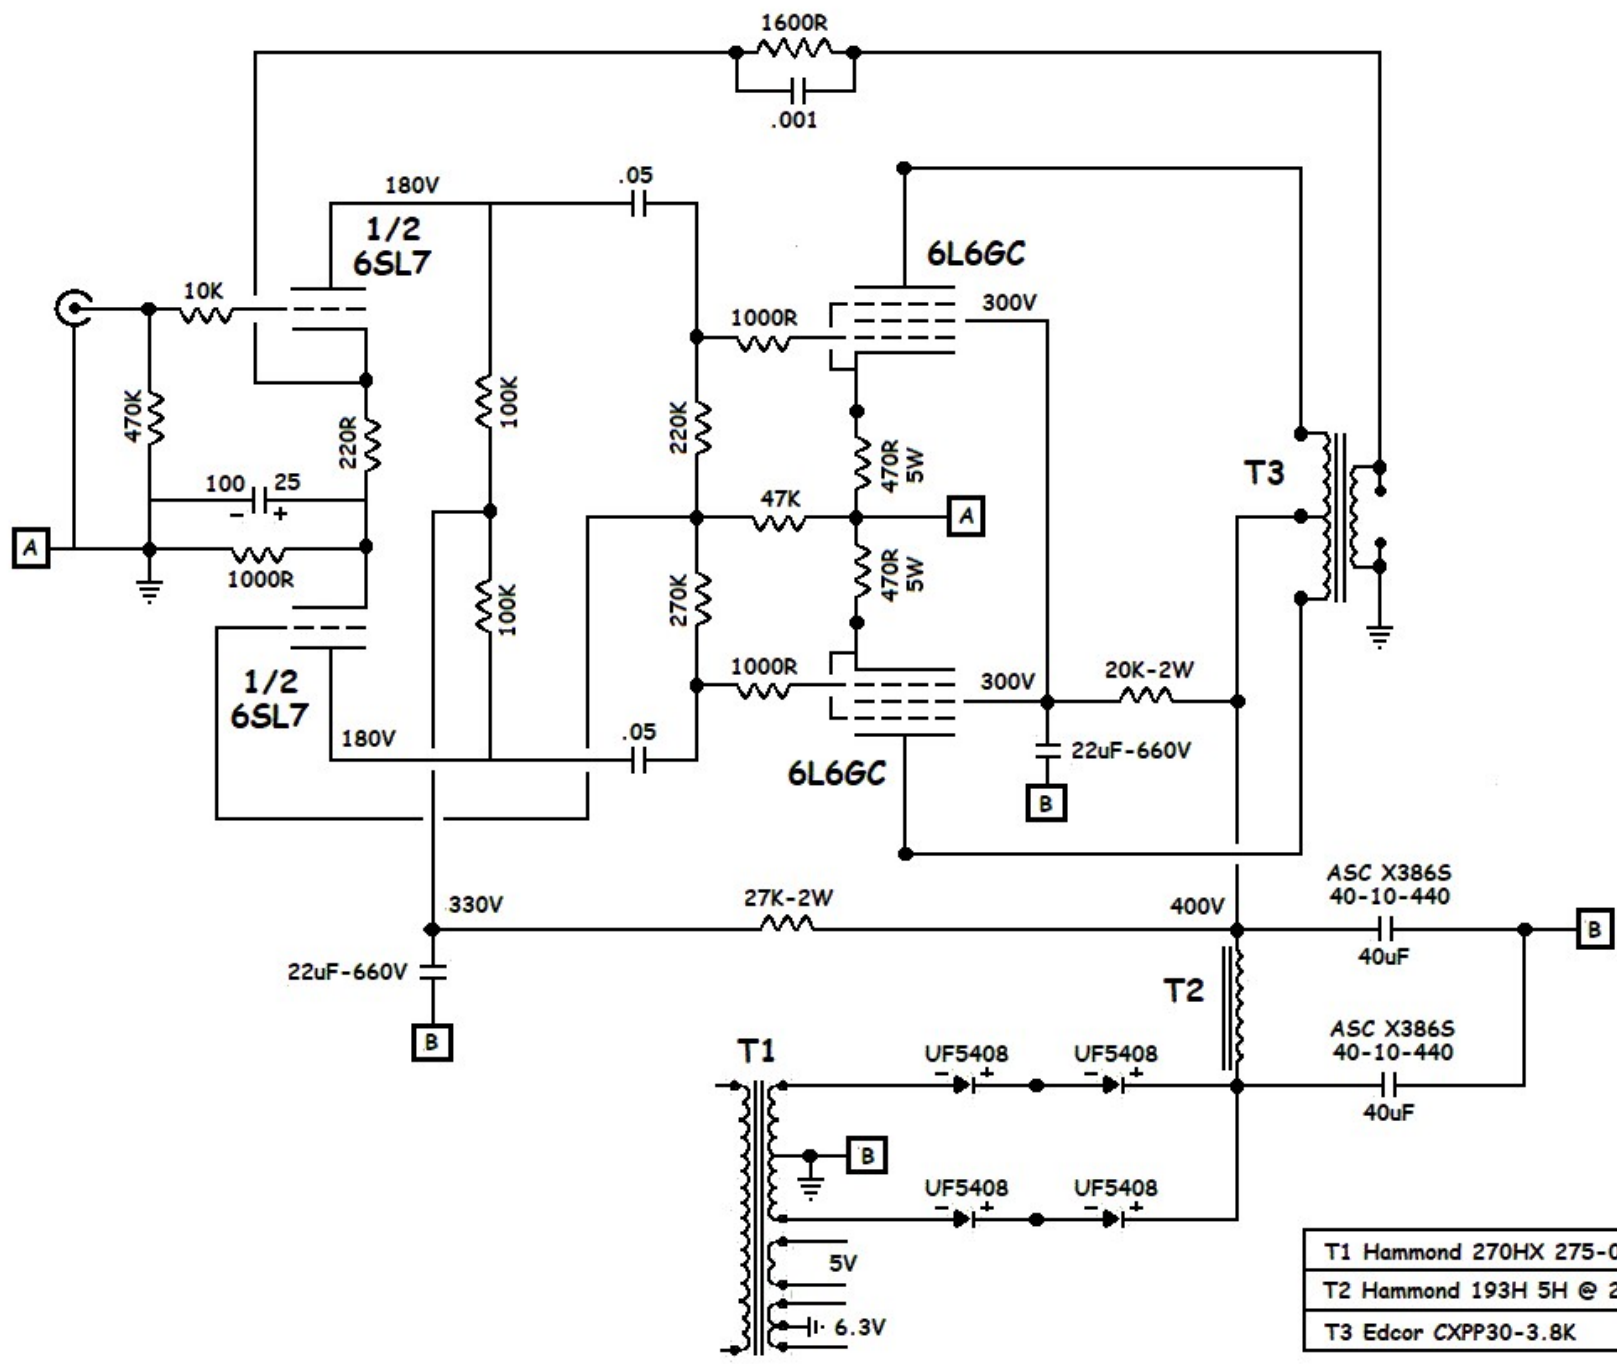 1600R
.001
180V
.05
1/2
6SL7
6L6GC
10K
300V
1000R
470K
100K
220R
220K
470R
5W
T3
100 25
- +
47K
A
A
1000R
470R
5W
100K
270K
1/2
6SL7
1000R
300V
20K-2W
180V
.05
22uF-660V
6L6GC
B
ASC X386S
40-10-440
330V
27K-2W
400V
B
40uF
22uF-660V
T2
B
ASC X386S
40-10-440
T1
UF5408 UF5408
- + - +
40uF
B
UF5408 UF5408
- + - +
5V
6.3V
T1 Hammond 270HX 275-0
T2 Hammond 193H 5H @ 2
T3 Edcor CXPP30-3.8K